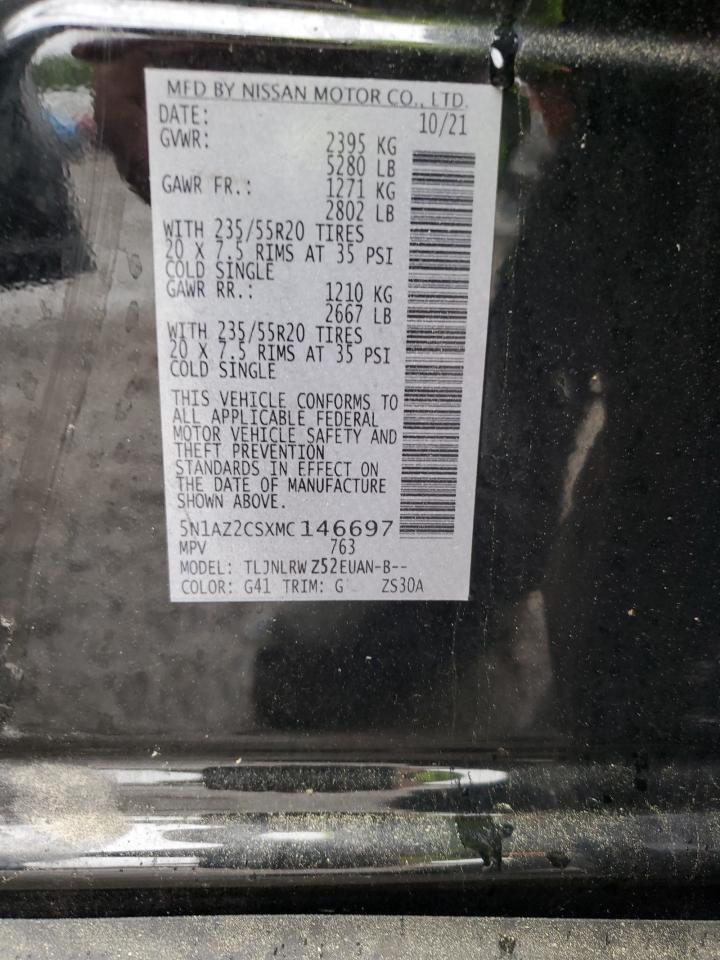 MFD BY NISSAN MOTOR CO., LTD.
DATE: 10/21
GVWR: 2395 KG
5280 LB
GAWR FR.: 1271 KG
2802 LB
WITH 235/55R20 TIRES
20 X 7.5 RIMS AT 35 PSI
COLD SINGLE
GAWR RR.: 1210 KG
2667 LB
WITH 235/55R20 TIRES
20 X 7.5 RIMS AT 35 PSI
COLD SINGLE
THIS VEHICLE CONFORMS TO
ALL APPLICABLE FEDERAL
MOTOR VEHICLE SAFETY AND
THEFT PREVENTION
STANDARDS IN EFFECT ON
THE DATE OF MANUFACTURE
SHOWN ABOVE.
5N1AZ2CSXMC146697
MPV 763
MODEL: TLJNLRW Z52EUAN-B--
COLOR: G41 TRIM: G ZS30A